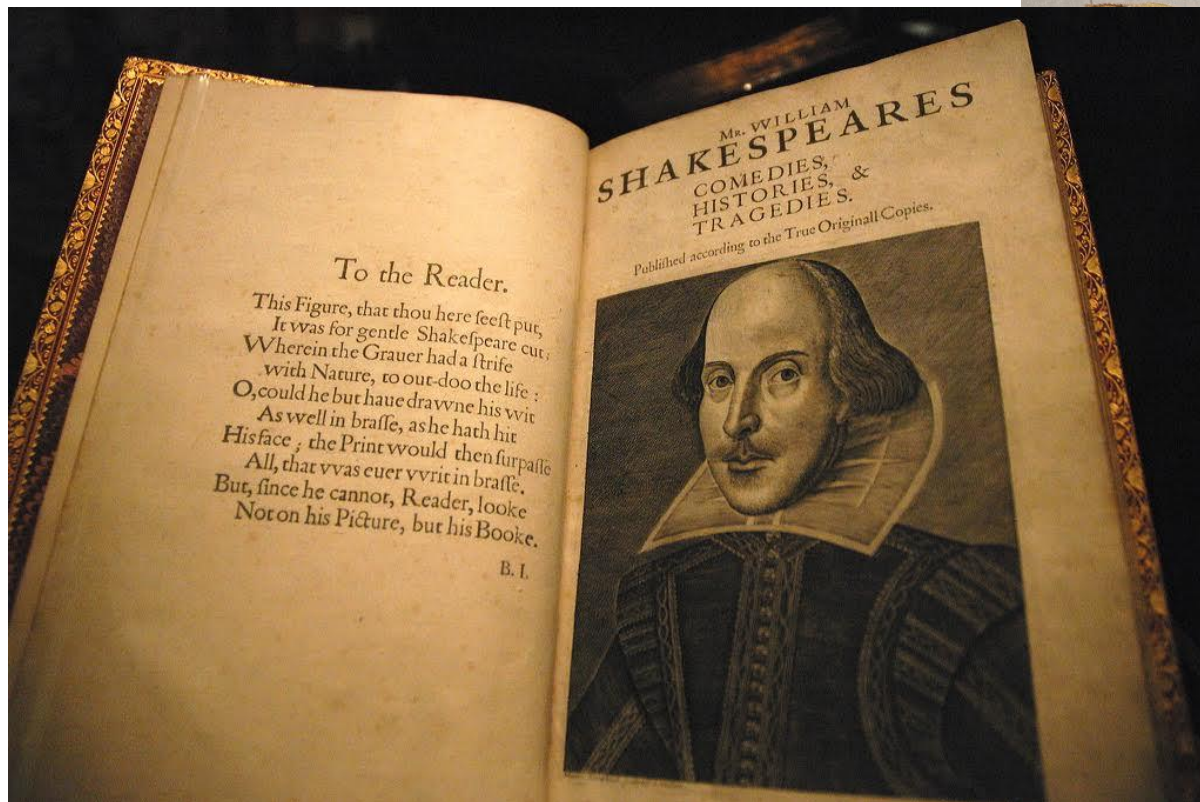 To the Reader.
This Figure, that thou here ſeeſt put,
It was for gentle Shakeſpeare cut;
VVherein the Grauer had a ſtrife
with Nature, to out-doo the life :
O, could he but haue dravvne his vvit
As well in braſſe, as he hath hit
His face ; the Print vvould then ſurpaſſe
All, that vvas euer vvrit in braſſe.
But, ſince he cannot, Reader, looke
Not on his Picture, but his Booke.
B. I.
Mr. WILLIAM
SHAKESPEARES
COMEDIES,
HISTORIES, &
TRAGEDIES.
Publiſhed according to the True Originall Copies.